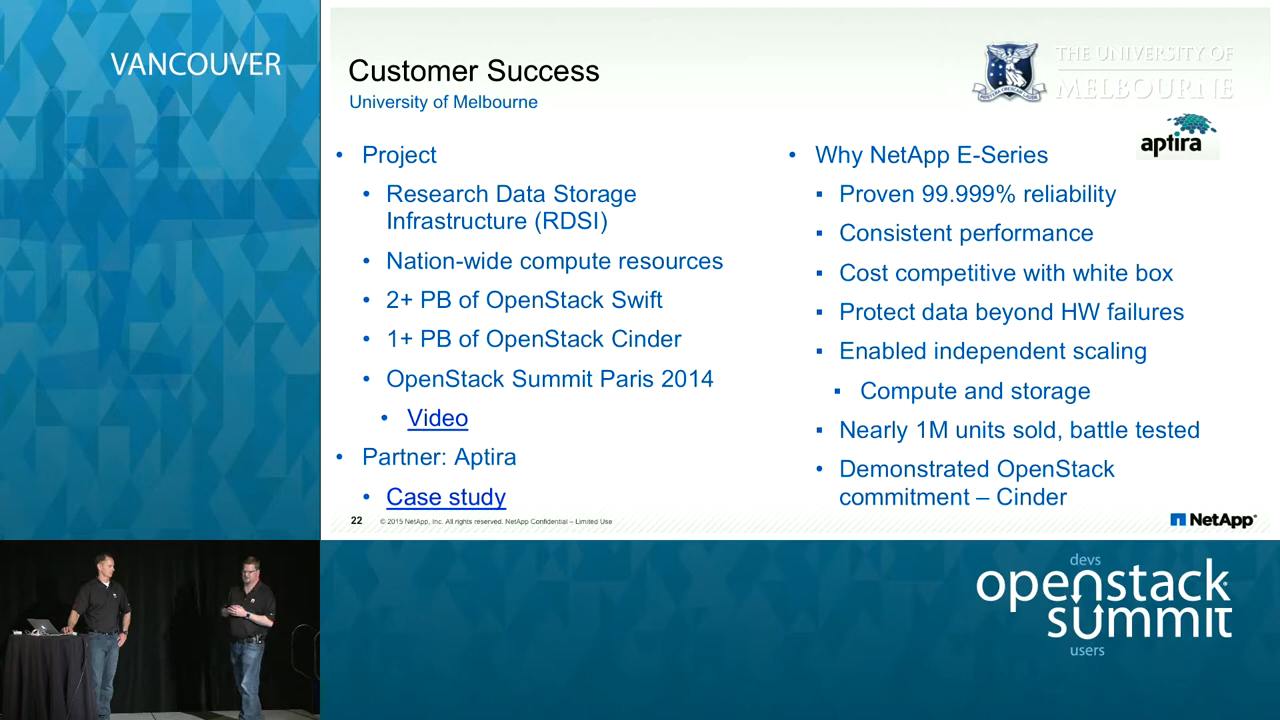 VANCOUVER
Customer Success
University of Melbourne
THE UNIVERSITY OF
MELBOURNE
aptira
• Project
• Research Data Storage
Infrastructure (RDSI)
• Nation-wide compute resources
• 2+ PB of OpenStack Swift
• 1+ PB of OpenStack Cinder
• OpenStack Summit Paris 2014
• Video
• Partner: Aptira
• Case study
• Why NetApp E-Series
▪ Proven 99.999% reliability
▪ Consistent performance
▪ Cost competitive with white box
▪ Protect data beyond HW failures
▪ Enabled independent scaling
▪ Compute and storage
▪ Nearly 1M units sold, battle tested
• Demonstrated OpenStack
commitment – Cinder
22 © 2015 NetApp, Inc. All rights reserved. NetApp Confidential – Limited Use
NetApp®
devs
openstack®
summit
users